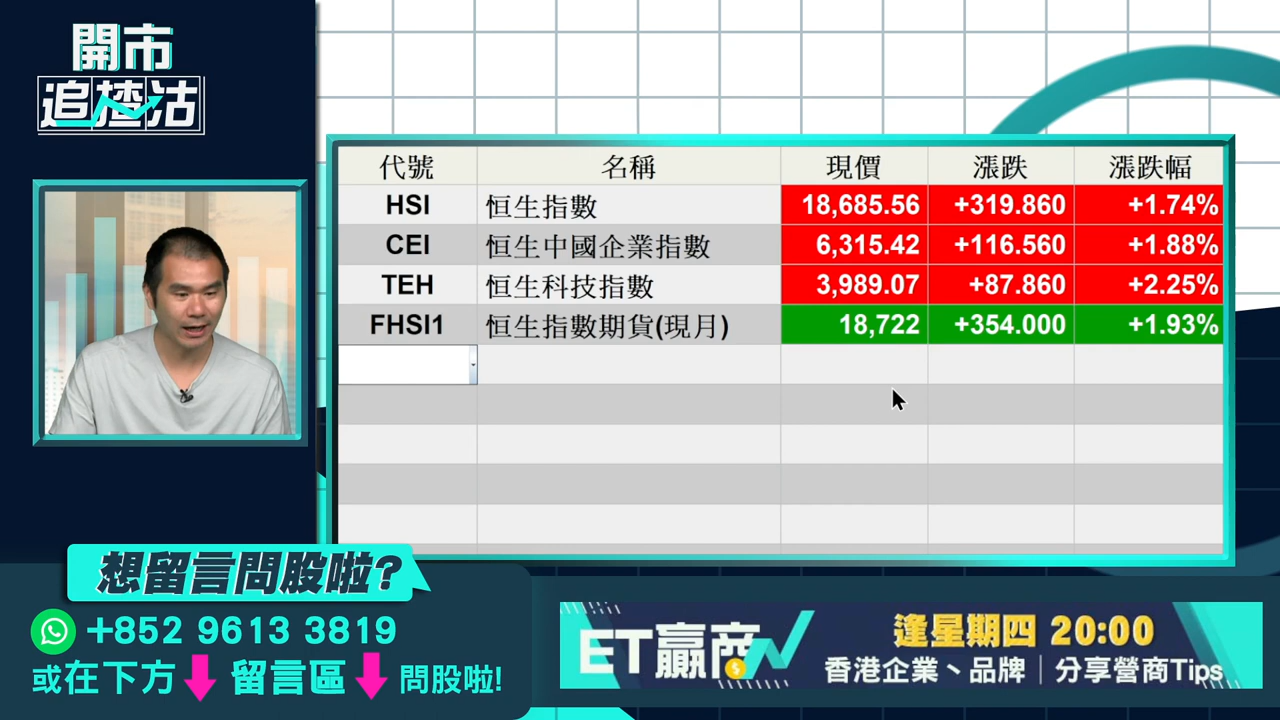 開市
追揸沽
代號 名稱 現價 漲跌 漲跌幅
HSI 恒生指數 18,685.56 +319.860 +1.74%
CEI 恒生中國企業指數 6,315.42 +116.560 +1.88%
TEH 恒生科技指數 3,989.07 +87.860 +2.25%
FHSI1 恒生指數期貨(現月) 18,722 +354.000 +1.93%
想留言問股啦?
+852 9613 3819
或在下方 留言區 問股啦!
ET贏商
逢星期四 20:00
香港企業、品牌｜分享營商Tips